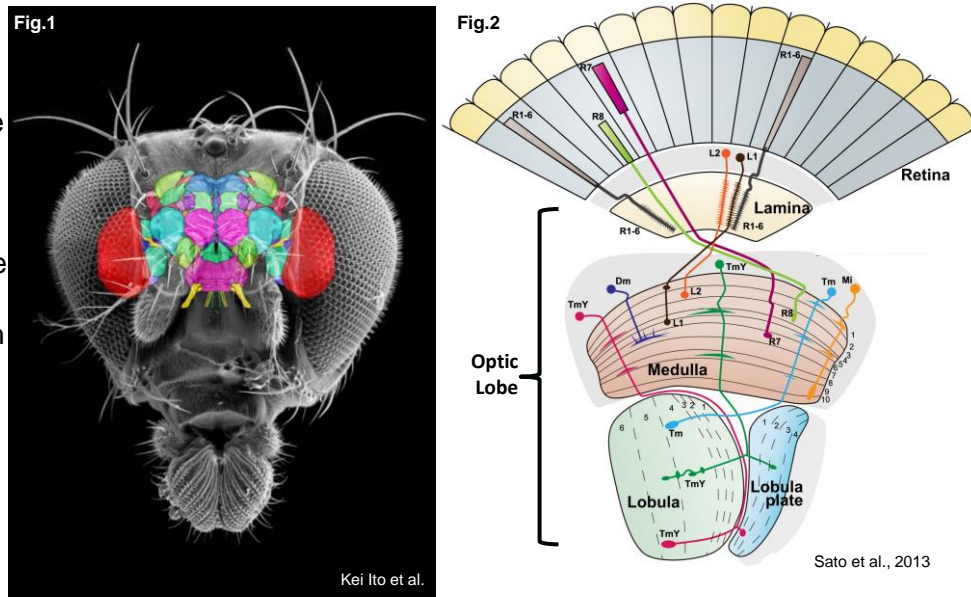 Fig.1
e
e
n
Kei Ito et al.
Fig.2
R1-6
R7
R8
R1-6
L2
L1
Retina
Lamina
R1-6
R1-6
TmY
Dm
Tm
Mi
TmY
L2
L1
R8
R7
1
2
3
4
5
6
7
8
9
10
Medulla
Optic
Lobe
6
5
4
3
2
1
Tm
1
2
3
4
TmY
Lobula
Lobula
plate
TmY
Sato et al., 2013